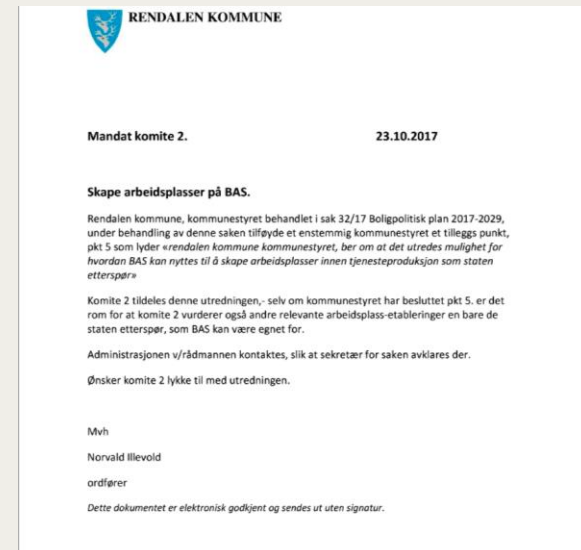 RENDALEN KOMMUNE
Mandat komite 2. 23.10.2017
Skape arbeidsplasser på BAS.
Rendalen kommune, kommunestyret behandlet i sak 32/17 Boligpolitisk plan 2017-2029,
under behandling av denne saken tilføyde et enstemmig kommunestyret et tilleggs punkt,
pkt 5 som lyder «rendalen kommune kommunestyret, ber om at det utredes mulighet for
hvordan BAS kan nyttes til å skape arbeidsplasser innen tjenesteproduksjon som staten
etterspør»
Komite 2 tildeles denne utredningen,- selv om kommunestyret har besluttet pkt 5. er det
rom for at komite 2 vurderer også andre relevante arbeidsplass-etableringer en bare de
staten etterspør, som BAS kan være egnet for.
Administrasjonen v/rådmannen kontaktes, slik at sekretær for saken avklares der.
Ønsker komite 2 lykke til med utredningen.
Mvh
Norvald Illevold
ordfører
Dette dokumentet er elektronisk godkjent og sendes ut uten signatur.